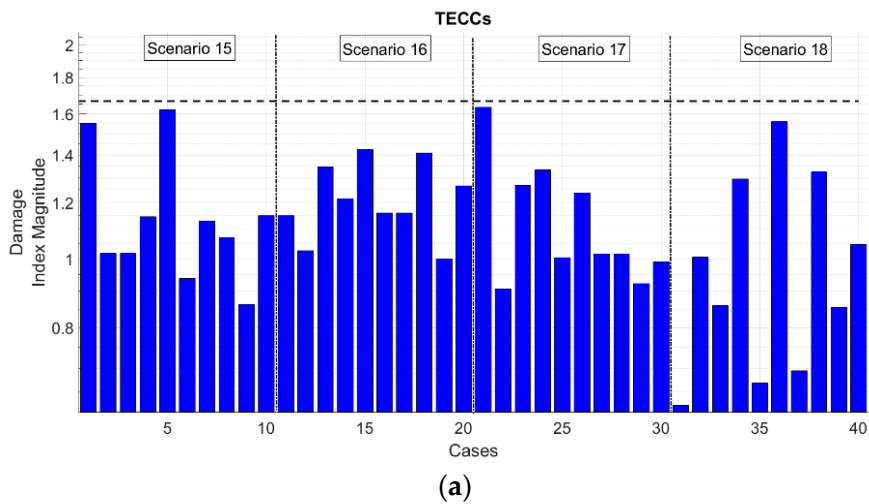 TECCs
Scenario 15
Scenario 16
Scenario 17
Scenario 18
2
1.8
1.6
1.4
1.2
1
0.8
Damage
Index Magnitude
5
10
15
20
25
30
35
40
Cases
(a)